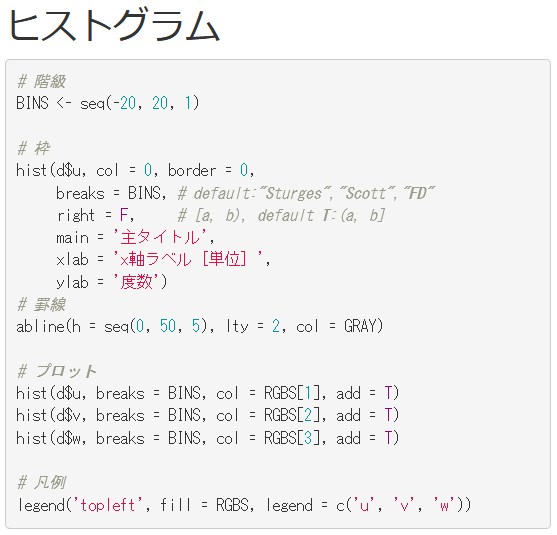 ヒストグラム
# 階級
BINS <- seq(-20, 20, 1)
# 枠
hist(d$u, col = 0, border = 0,
breaks = BINS, # default:"Sturges","Scott","FD"
right = F, # [a, b), default T:(a, b]
main = '主タイトル',
xlab = 'x軸ラベル [単位] ',
ylab = '度数')
# 罫線
abline(h = seq(0, 50, 5), lty = 2, col = GRAY)
# プロット
hist(d$u, breaks = BINS, col = RGBS[1], add = T)
hist(d$v, breaks = BINS, col = RGBS[2], add = T)
hist(d$w, breaks = BINS, col = RGBS[3], add = T)
# 凡例
legend('topleft', fill = RGBS, legend = c('u', 'v', 'w'))